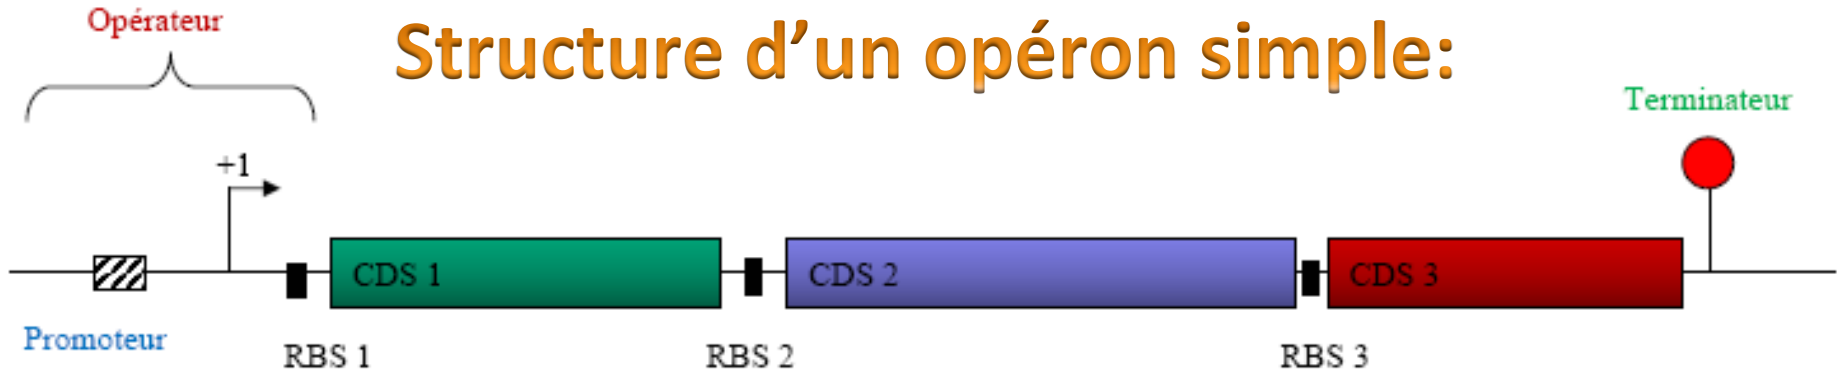 Opérateur
Structure d’un opéron simple:
Terminateur
+1
CDS 1
CDS 2
CDS 3
Promoteur
RBS 1
RBS 2
RBS 3